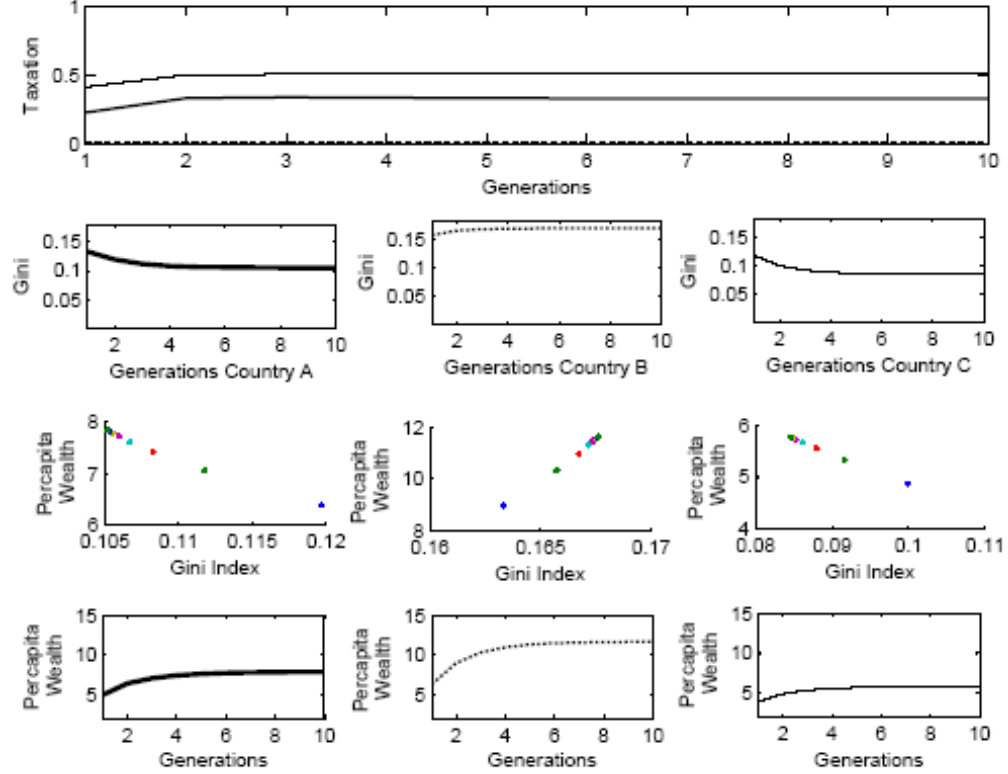 1
0.5
0
Taxation
1 2 3 4 5 6 7 8 9 10
Generations
0.15
0.1
0.05
Gini
2 4 6 8 10
Generations Country A
0.15
0.1
0.05
Gini
2 4 6 8 10
Generations Country B
0.15
0.1
0.05
Gini
2 4 6 8 10
Generations Country C
8
7
6
Percapita
Wealth
0.105 0.11 0.115 0.12
Gini Index
12
10
8
Percapita
Wealth
0.16 0.165 0.17
Gini Index
6
5
4
Percapita
Wealth
0.08 0.09 0.1 0.11
Gini Index
15
10
5
Percapita
Wealth
2 4 6 8 10
Generations
15
10
5
Percapita
Wealth
2 4 6 8 10
Generations
15
10
5
Percapita
Wealth
2 4 6 8 10
Generations